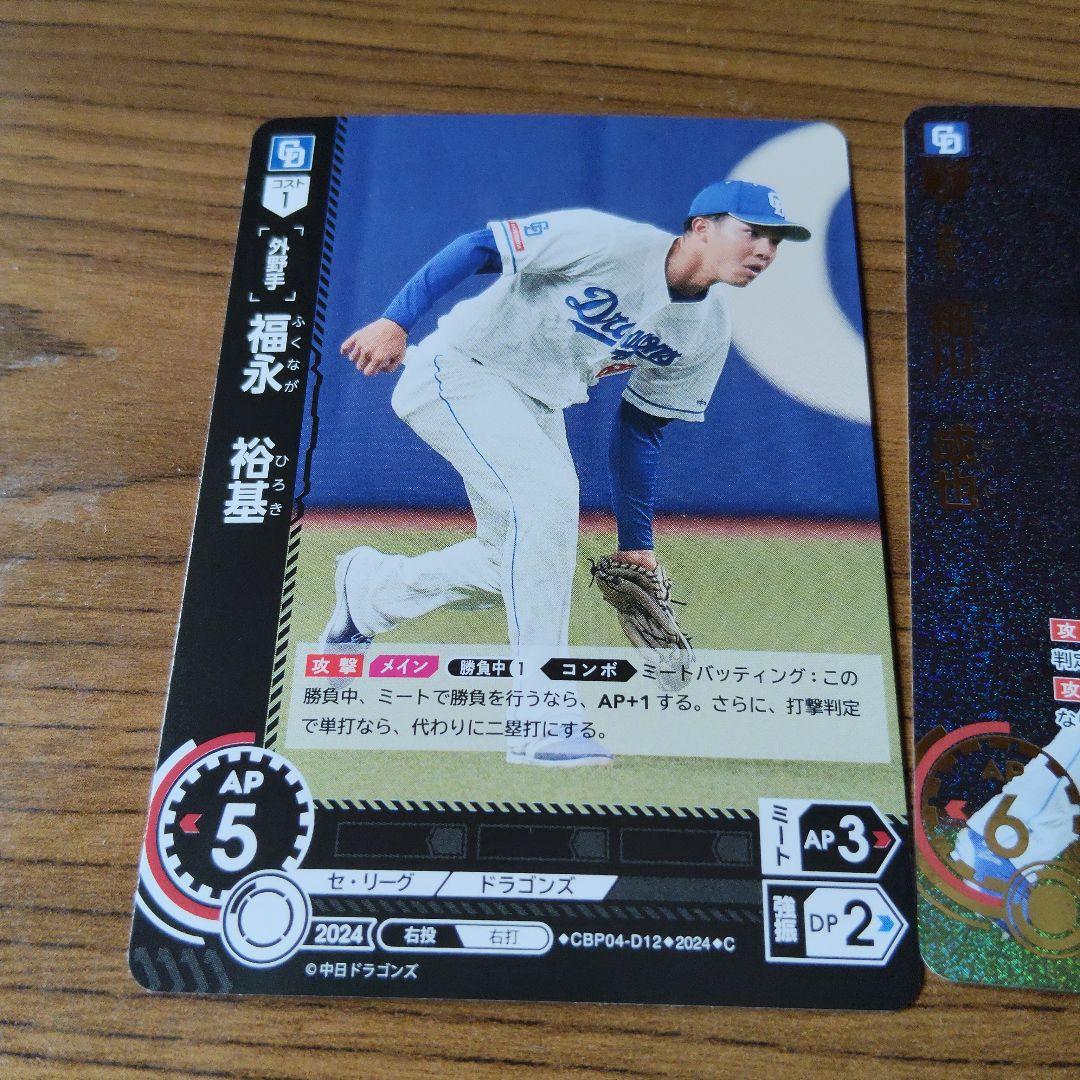 CD
コスト
1
外野手
福永 裕基
ふくなが ひろき
Dragons
攻撃 メイン 勝負中 1 コンボ ミートバッティング：この
勝負中、ミートで勝負を行うなら、AP+1 する。さらに、打撃判定
で単打なら、代わりに二塁打にする。
AP
5
ミート AP 3
強振 DP 2
セ・リーグ / ドラゴンズ
2024 右投 右打 ◆CBP04-D12◆2024◆C
©中日ドラゴンズ
CD
成也
攻
判定
攻
な
AP
6